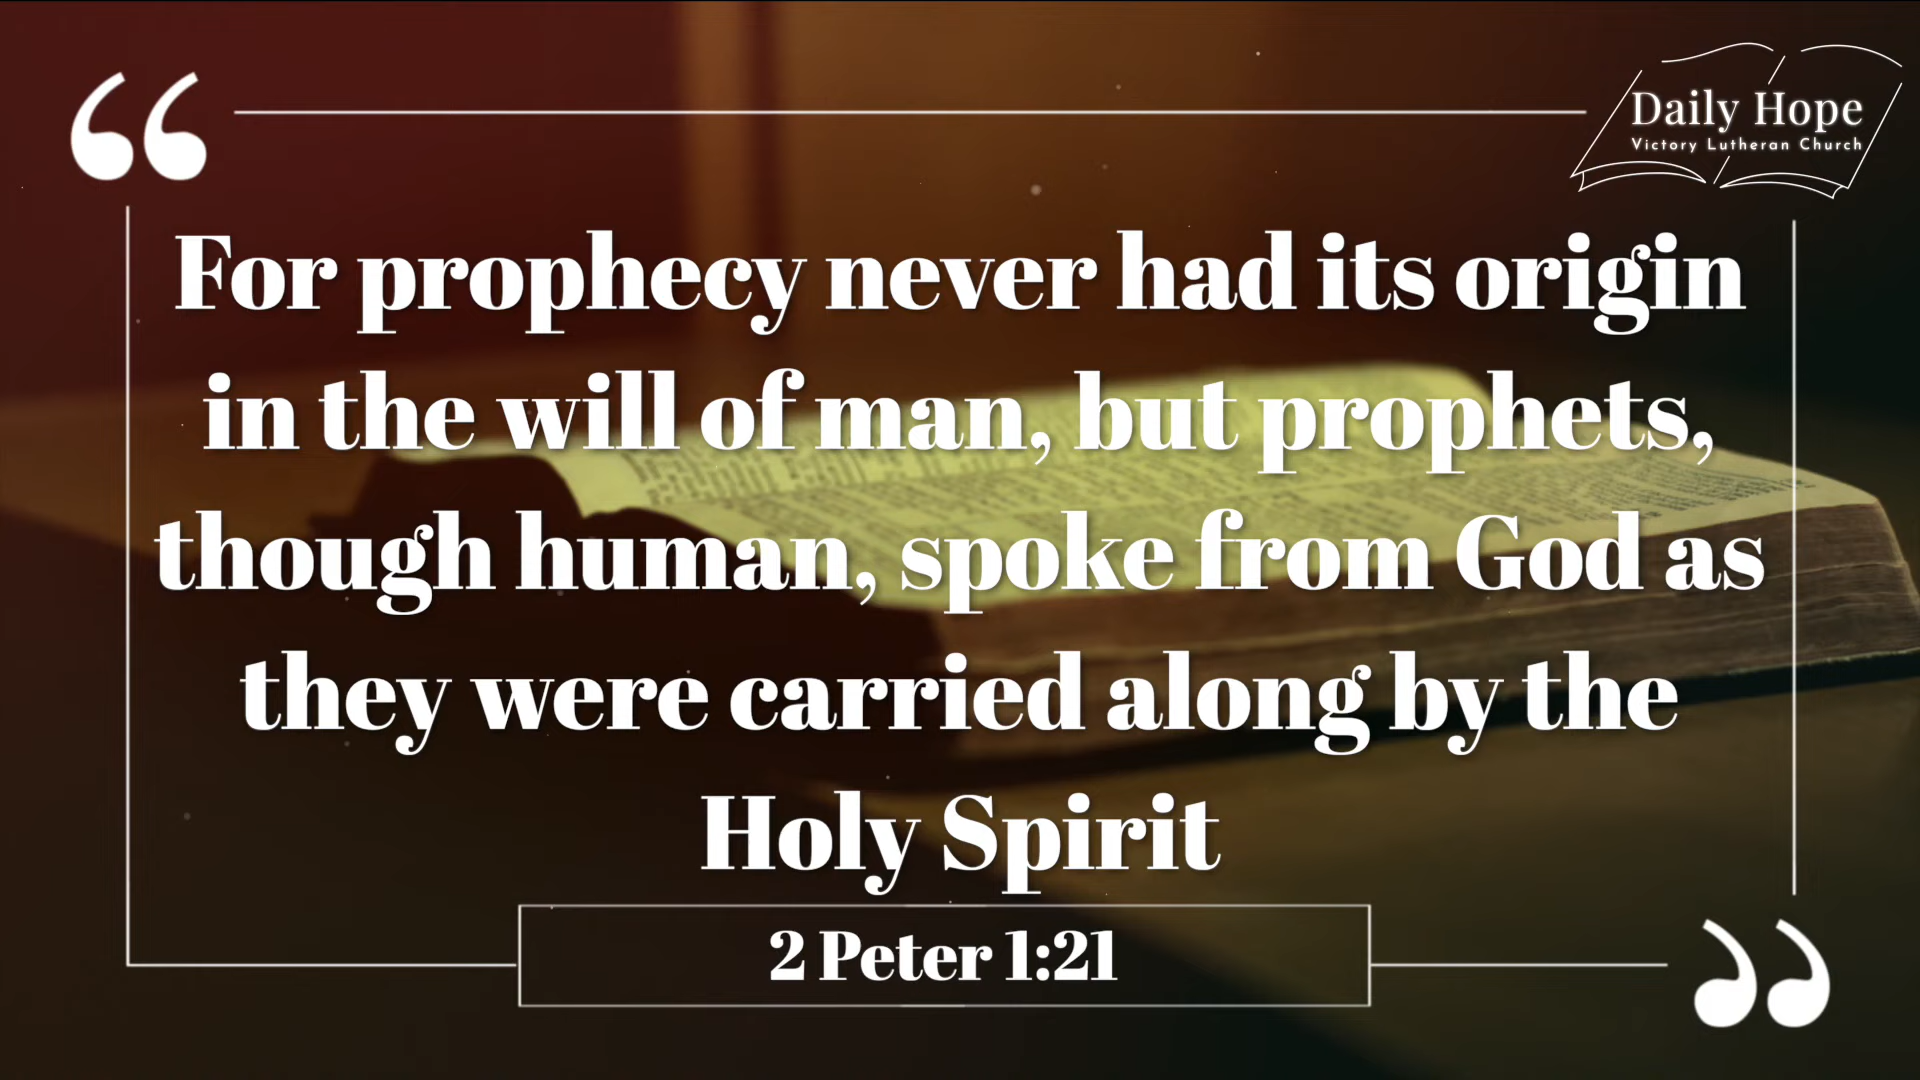 Daily Hope
Victory Lutheran Church
For prophecy never had its origin
in the will of man, but prophets,
though human, spoke from God as
they were carried along by the
Holy Spirit
2 Peter 1:21